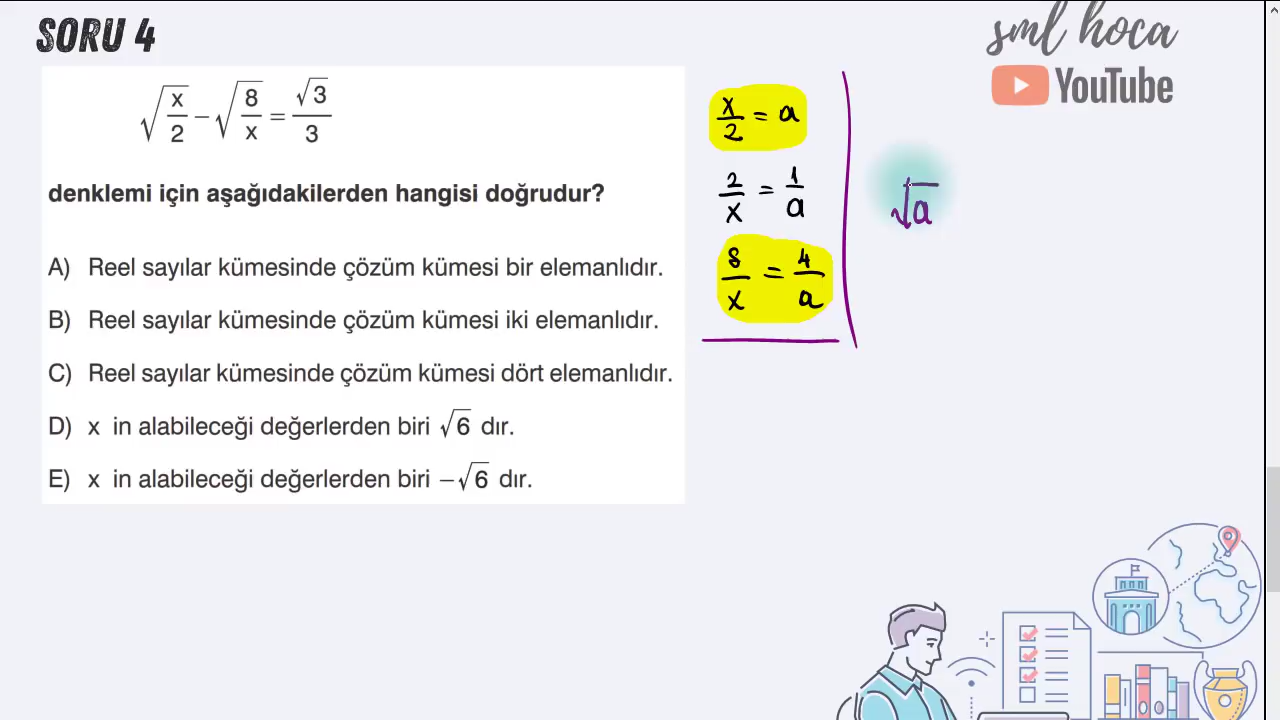 SORU 4
sml hoca
YouTube
√(x/2) − √(8/x) = √3/3
denklemi için aşağıdakilerden hangisi doğrudur?
A) Reel sayılar kümesinde çözüm kümesi bir elemanlıdır.
B) Reel sayılar kümesinde çözüm kümesi iki elemanlıdır.
C) Reel sayılar kümesinde çözüm kümesi dört elemanlıdır.
D) x in alabileceği değerlerden biri √6 dır.
E) x in alabileceği değerlerden biri −√6 dır.
x/2 = a
2/x = 1/a
8/x = 4/a
√a